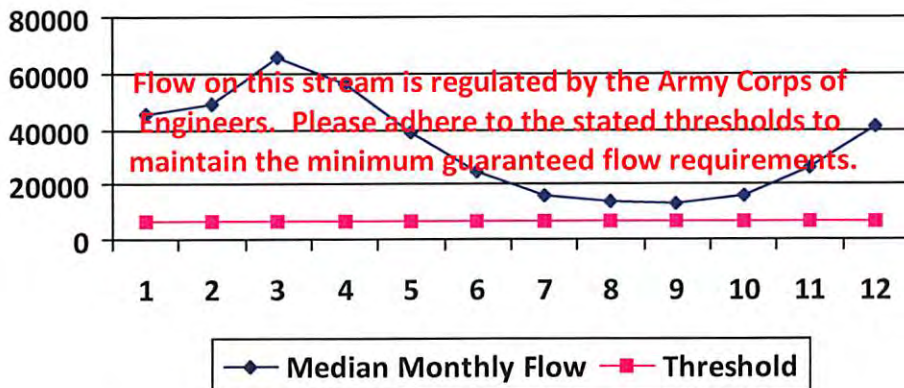 80000
60000
40000
20000
0
Flow on this stream is regulated by the Army Corps of
Engineers. Please adhere to the stated thresholds to
maintain the minimum guaranteed flow requirements.
1 2 3 4 5 6 7 8 9 10 11 12
Median Monthly Flow Threshold